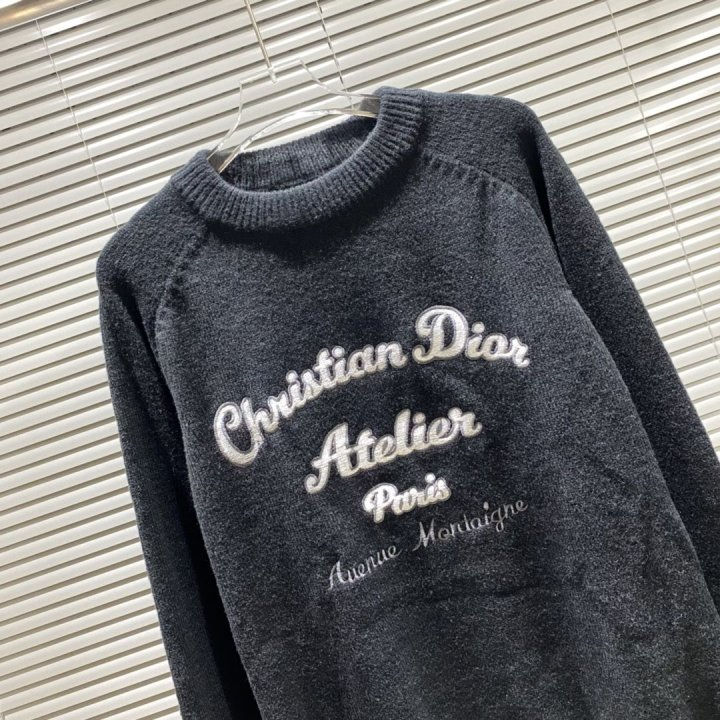 Christian Dior
Atelier
Paris
Avenue Montaigne